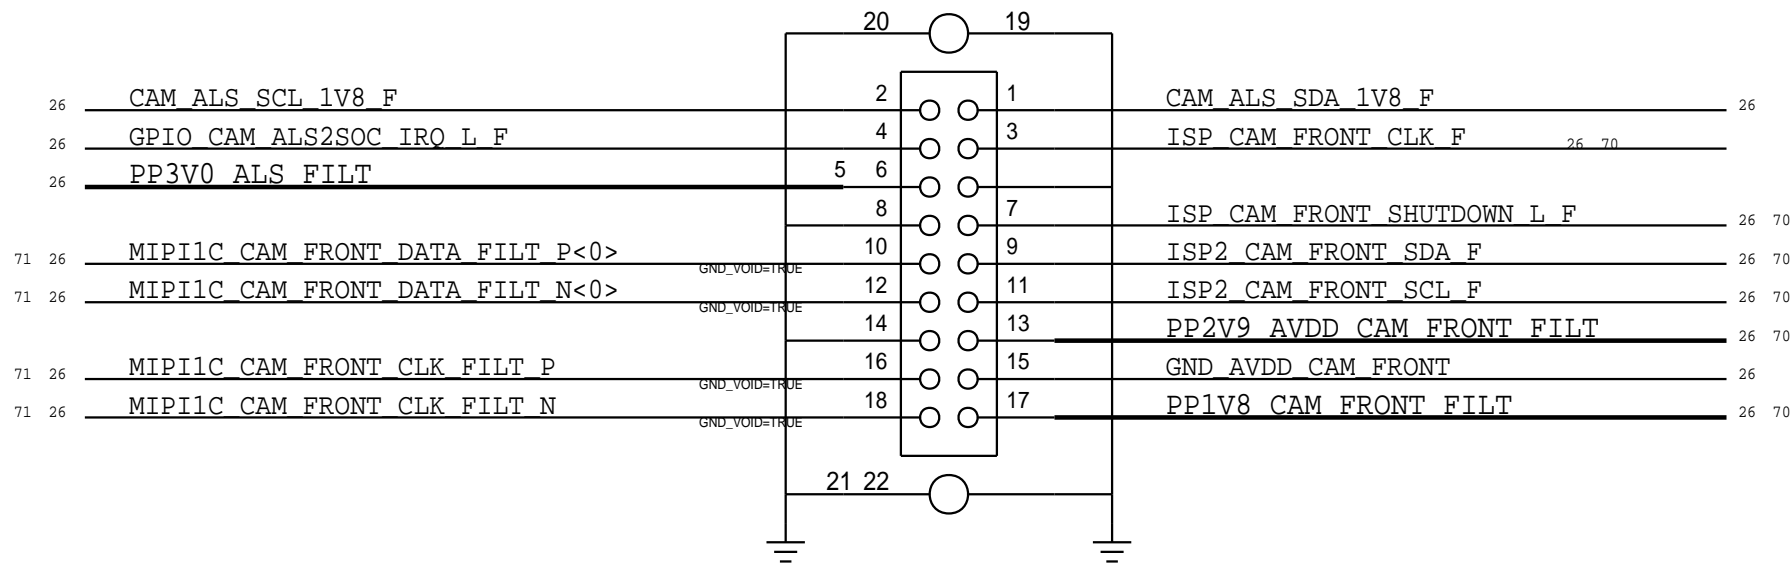 20 19
26 CAM_ALS_SCL_1V8_F 2 1 CAM_ALS_SDA_1V8_F 26
26 GPIO_CAM_ALS2SOC_IRQ_L_F 4 3 ISP_CAM_FRONT_CLK_F 26 70
26 PP3V0_ALS_FILT 5 6
8 7 ISP_CAM_FRONT_SHUTDOWN_L_F 26 70
71 26 MIPI1C_CAM_FRONT_DATA_FILT_P<0> GND_VOID=TRUE 10 9 ISP2_CAM_FRONT_SDA_F 26 70
71 26 MIPI1C_CAM_FRONT_DATA_FILT_N<0> GND_VOID=TRUE 12 11 ISP2_CAM_FRONT_SCL_F 26 70
14 13 PP2V9_AVDD_CAM_FRONT_FILT 26 70
71 26 MIPI1C_CAM_FRONT_CLK_FILT_P GND_VOID=TRUE 16 15 GND_AVDD_CAM_FRONT 26
71 26 MIPI1C_CAM_FRONT_CLK_FILT_N GND_VOID=TRUE 18 17 PP1V8_CAM_FRONT_FILT 26 70
21 22